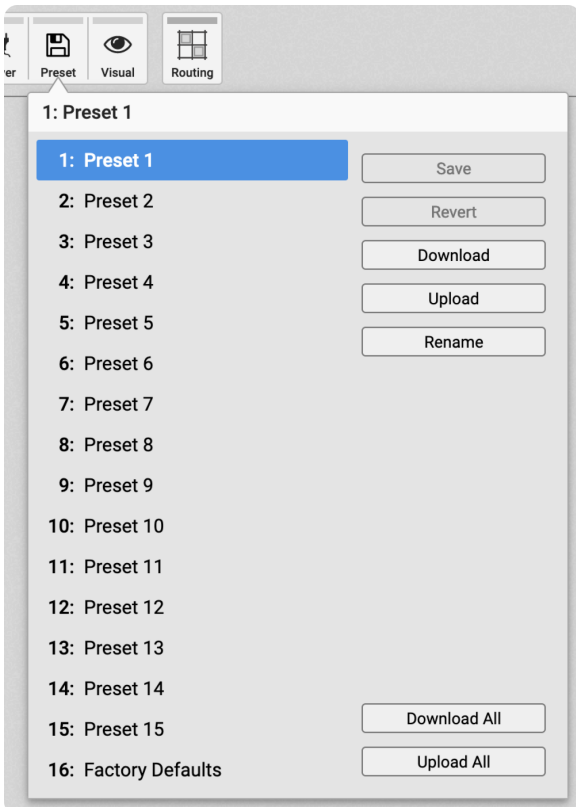 er
Preset
Visual
Routing
1: Preset 1
1: Preset 1
2: Preset 2
3: Preset 3
4: Preset 4
5: Preset 5
6: Preset 6
7: Preset 7
8: Preset 8
9: Preset 9
10: Preset 10
11: Preset 11
12: Preset 12
13: Preset 13
14: Preset 14
15: Preset 15
16: Factory Defaults
Save
Revert
Download
Upload
Rename
Download All
Upload All